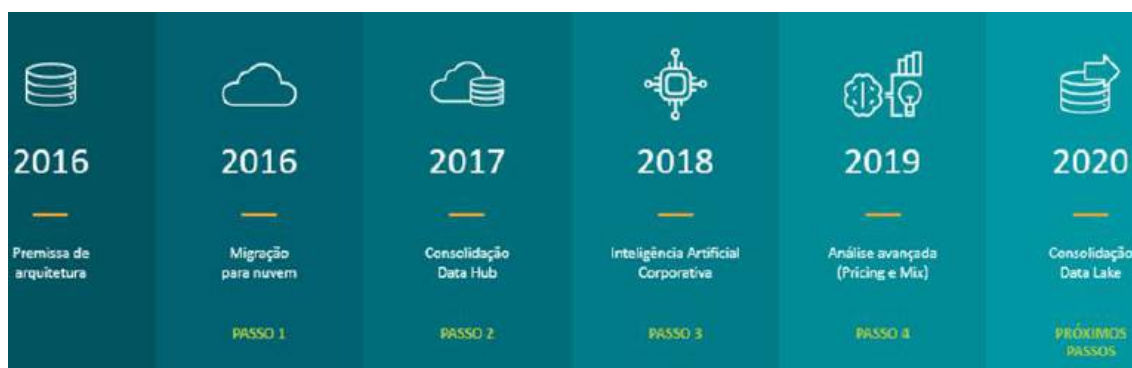 2016
Premissa de
arquitetura
2016
Migração
para nuvem
PASSO 1
2017
Consolidação
Data Hub
PASSO 2
2018
Inteligência Artificial
Corporativa
PASSO 3
2019
Análise avançada
(Pricing e Mix)
PASSO 4
2020
Consolidação
Data Lake
PRÓXIMOS
PASSOS